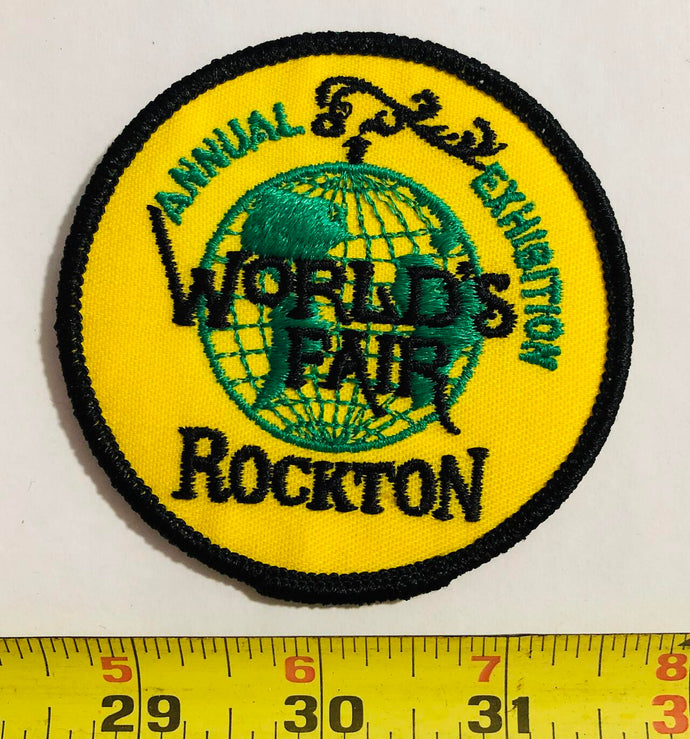 ANNUAL EXHIBITION
WORLD'S
FAIR
ROCKTON
5 6 7 8
29 30 31